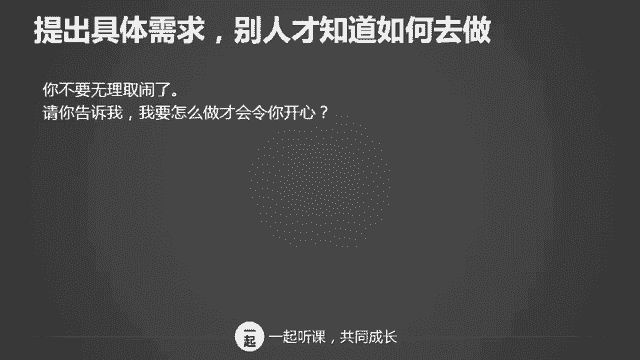 提出具体需求，别人才知道如何去做
你不要无理取闹了。
请你告诉我，我要怎么做才会令你开心？
一起
一起听课，共同成长